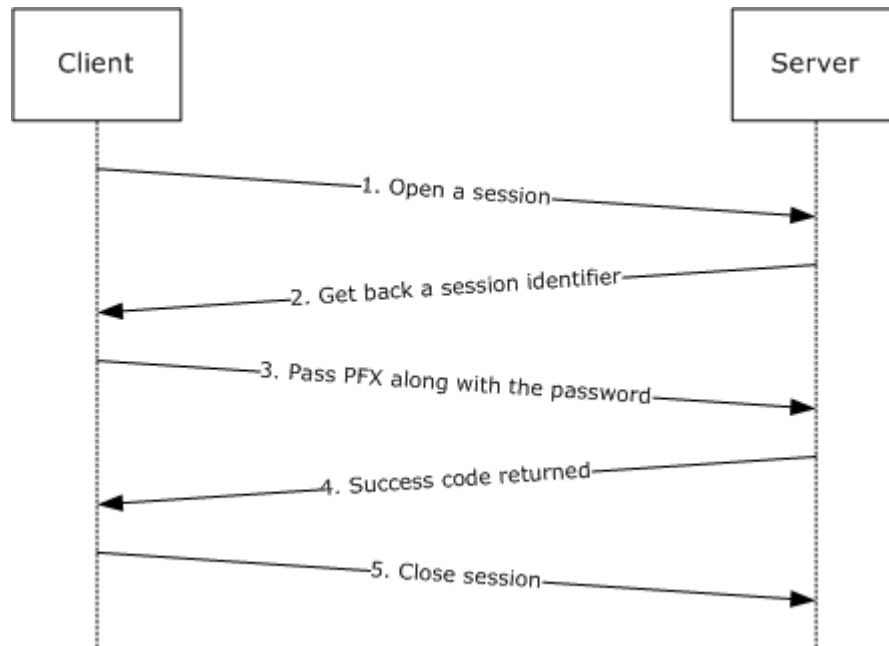 Client
Server
1. Open a session
2. Get back a session identifier
3. Pass PFX along with the password
4. Success code returned
5. Close session